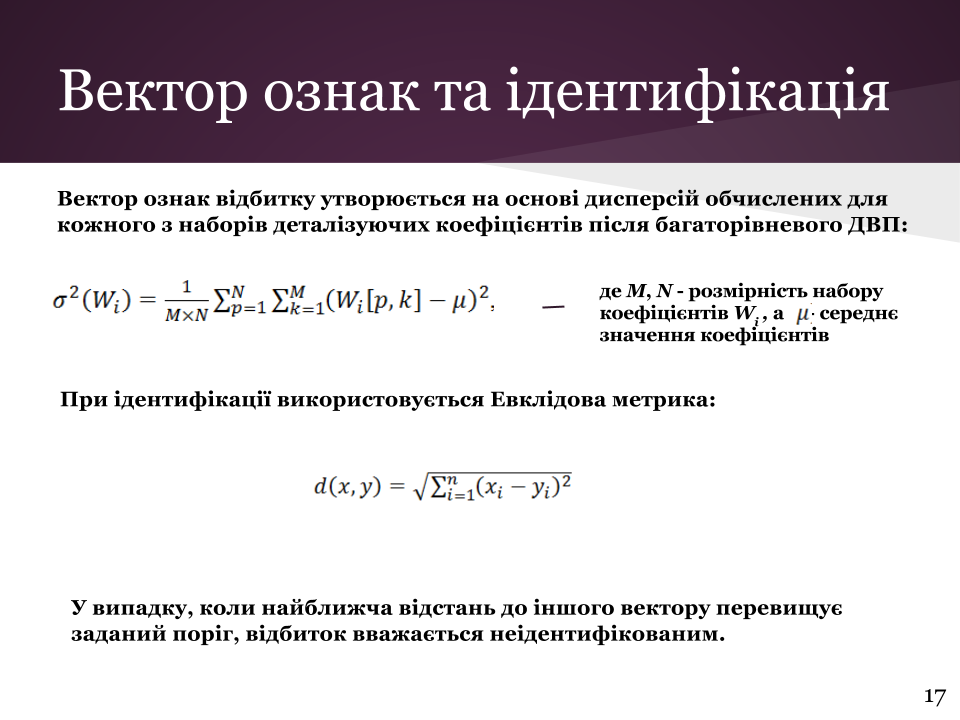 Вектор ознак та ідентифікація
Вектор ознак відбитку утворюється на основі дисперсій обчислених для
кожного з наборів деталізуючих коефіцієнтів після багаторівневого ДВП:
σ²(Wᵢ) = 1/(M×N) ∑ᴺₚ₌₁ ∑ᴹₖ₌₁ (Wᵢ[p, k] − μ)²,
—
де M, N - розмірність набору
коефіцієнтів Wᵢ , а μ - середнє
значення коефіцієнтів
При ідентифікації використовується Евклідова метрика:
d(x, y) = √(∑ⁿᵢ₌₁(xᵢ − yᵢ)²)
У випадку, коли найближча відстань до іншого вектору перевищує
заданий поріг, відбиток вважається неідентифікованим.
17